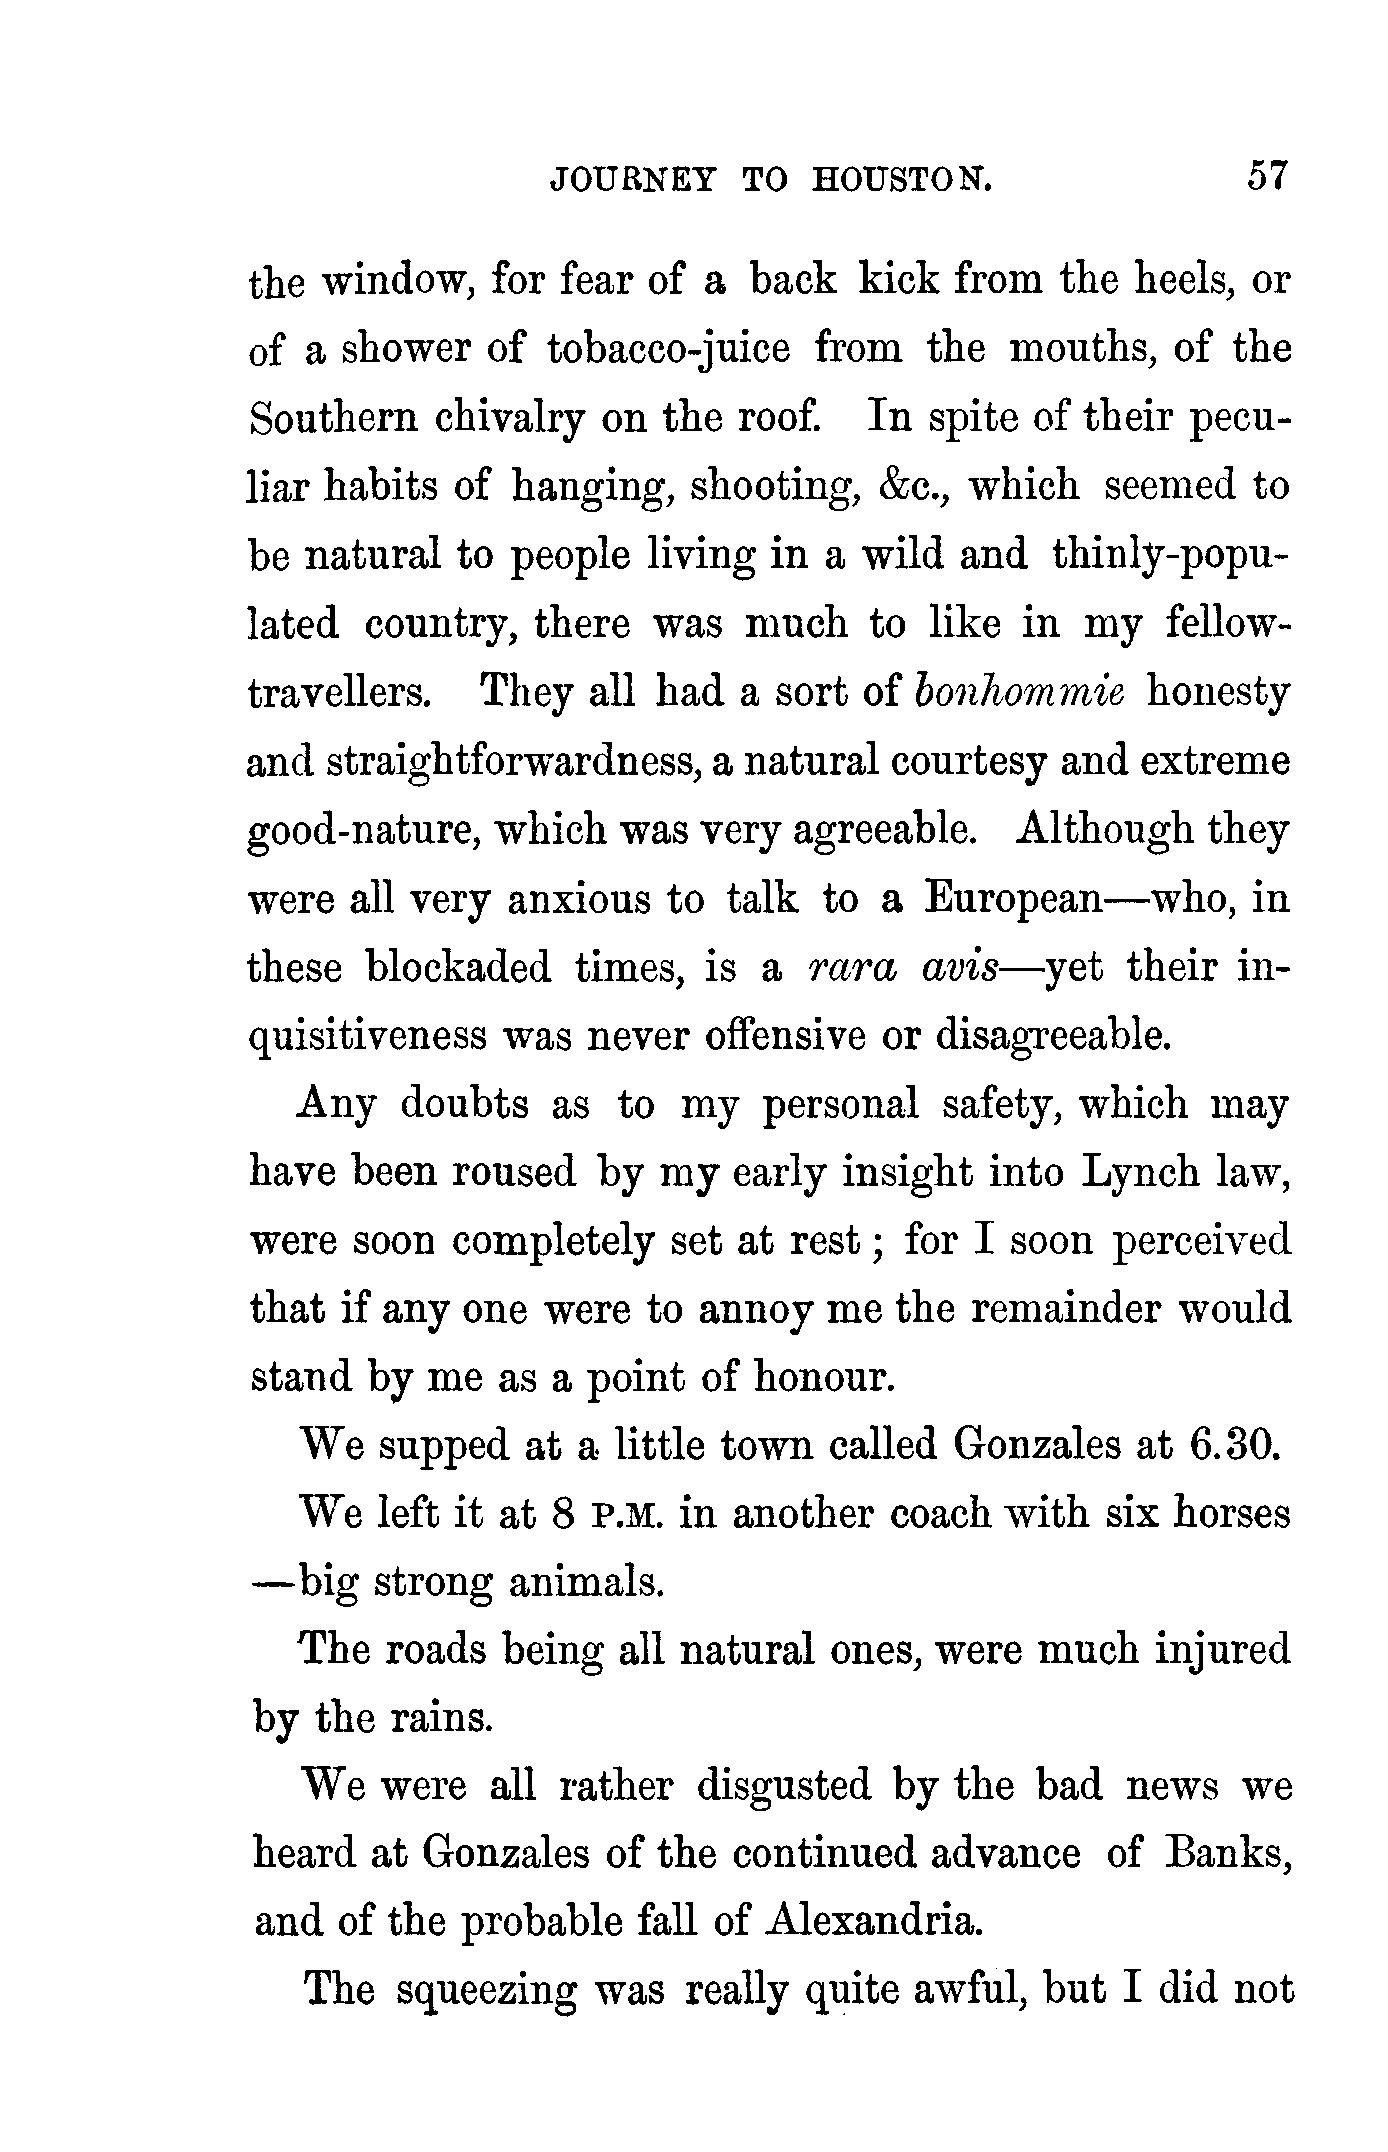 JOURNEY TO HOUSTON. 57
the window, for fear of a back kick from the heels, or
of a shower of tobacco-juice from the mouths, of the
Southern chivalry on the roof. In spite of their pecu-
liar habits of hanging, shooting, &c., which seemed to
be natural to people living in a wild and thinly-popu-
lated country, there was much to like in my fellow-
travellers. They all had a sort of bonhommie honesty
and straightforwardness, a natural courtesy and extreme
good-nature, which was very agreeable. Although they
were all very anxious to talk to a European—who, in
these blockaded times, is a rara avis—yet their in-
quisitiveness was never offensive or disagreeable.
Any doubts as to my personal safety, which may
have been roused by my early insight into Lynch law,
were soon completely set at rest ; for I soon perceived
that if any one were to annoy me the remainder would
stand by me as a point of honour.
We supped at a little town called Gonzales at 6.30.
We left it at 8 P.M. in another coach with six horses
—big strong animals.
The roads being all natural ones, were much injured
by the rains.
We were all rather disgusted by the bad news we
heard at Gonzales of the continued advance of Banks,
and of the probable fall of Alexandria.
The squeezing was really quite awful, but I did not